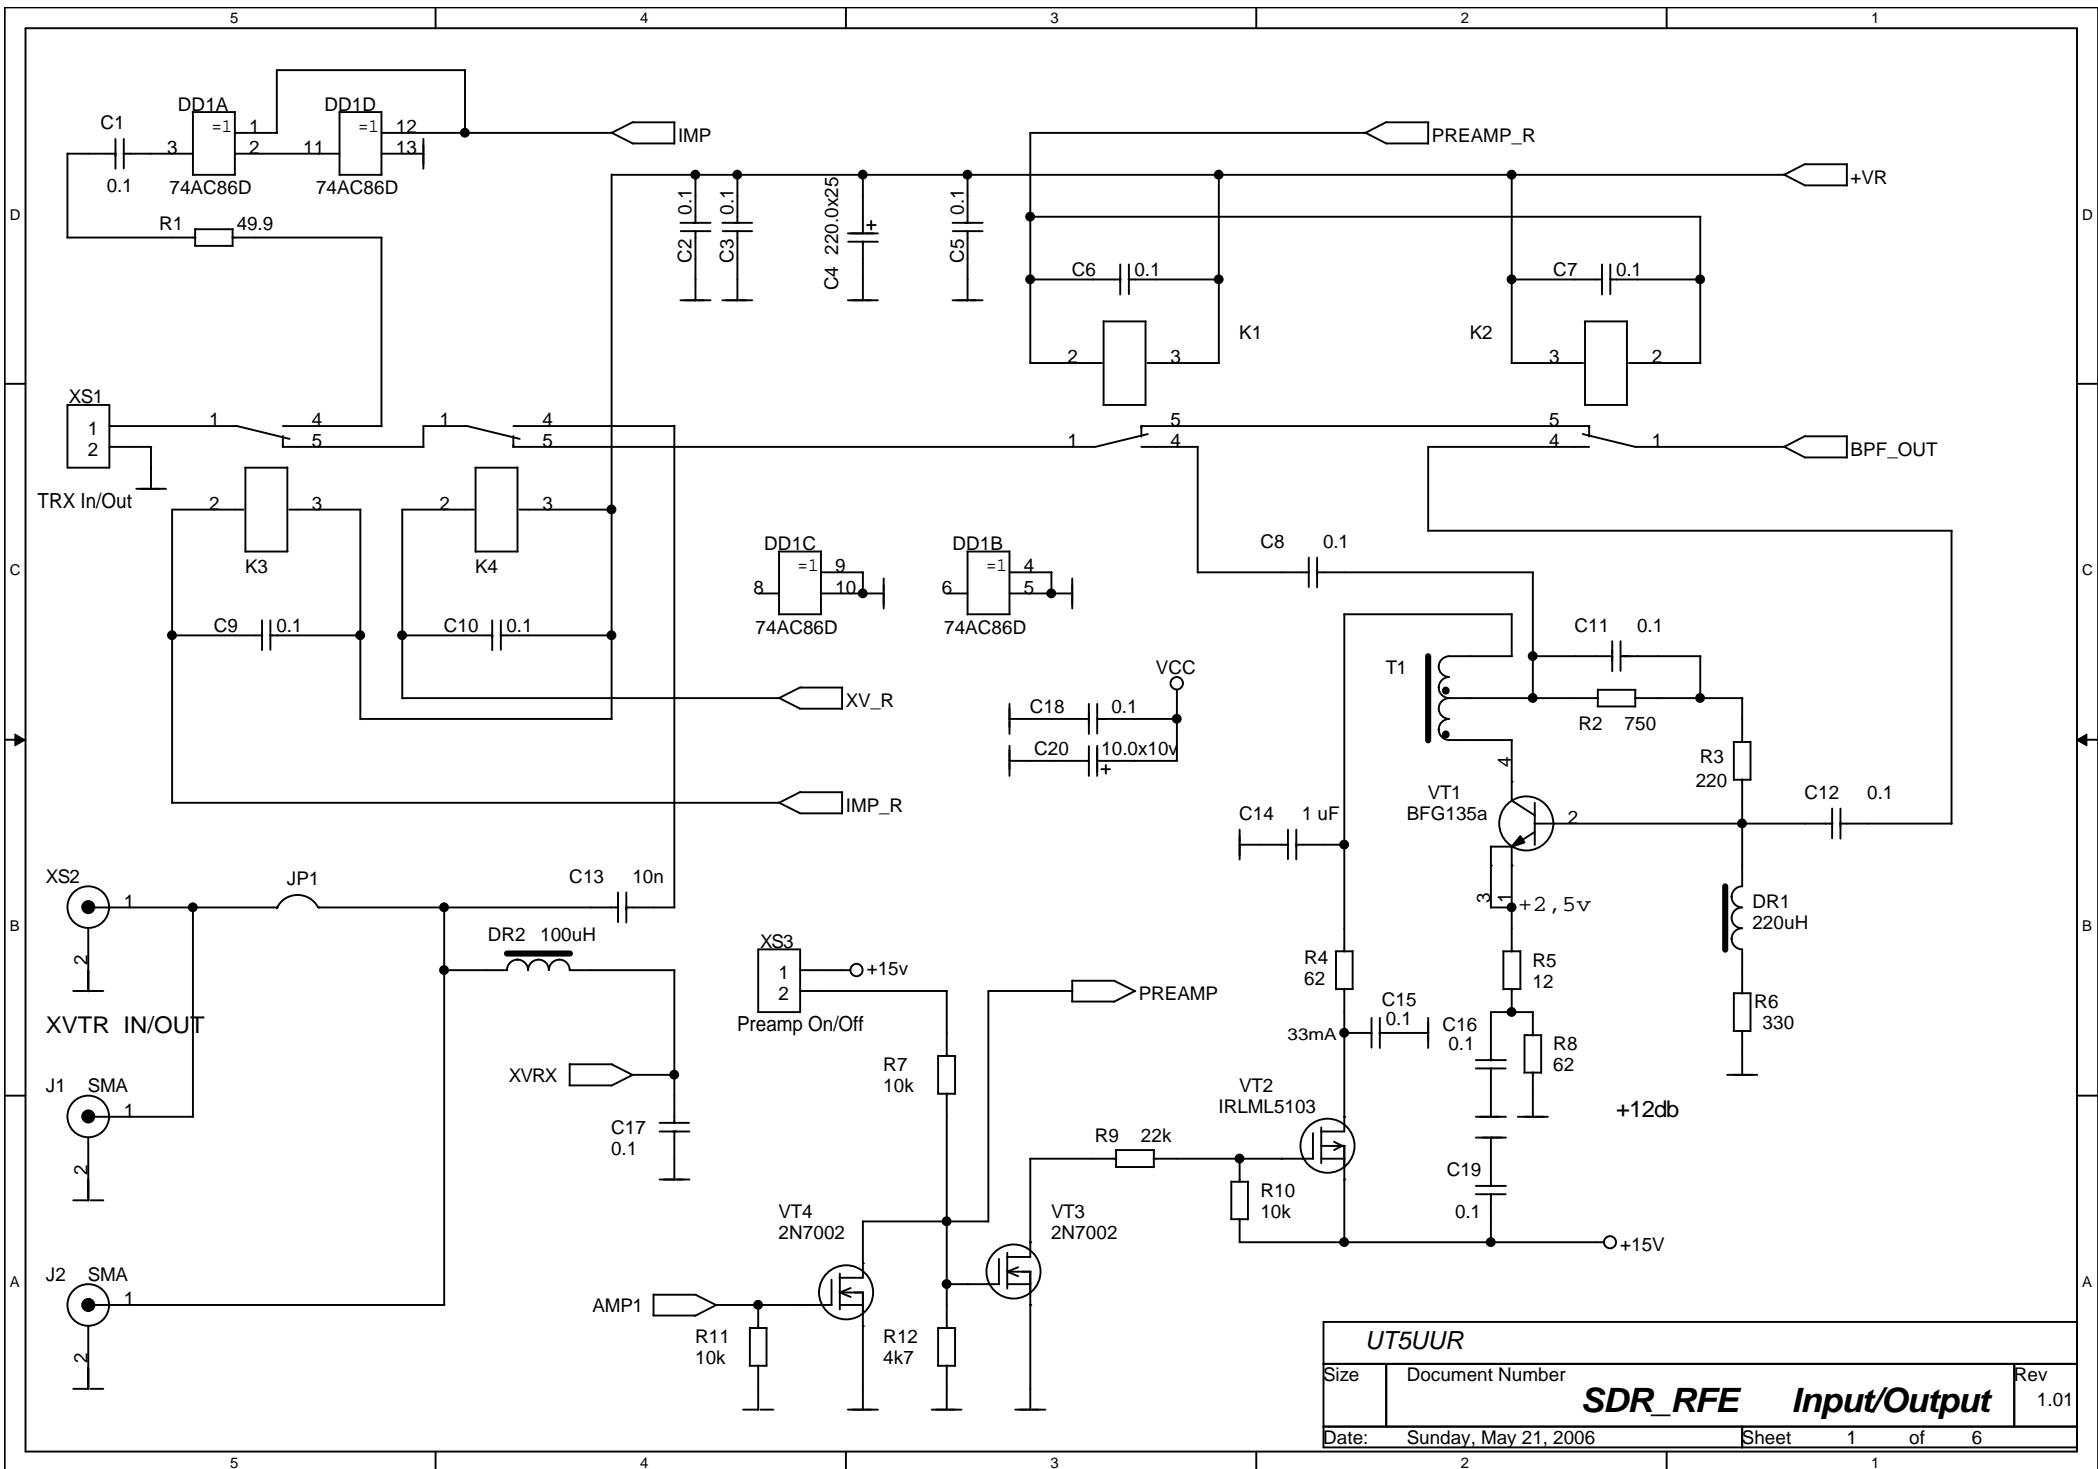 5 4 3 2 1
DD1A DD1D
C1 =1 1 =1 12 IMP PREAMP_R
3 2 11 13
0.1 74AC86D 74AC86D
+VR
D D
R1 49.9
C2 0.1
C3 0.1
C4 220.0x25 +
C5 0.1
C6 0.1 C7 0.1
K1 K2
2 3 3 2
XS1
1 1 4 1 4 5 5
2 5 5 1 4 4 1 BPF_OUT
TRX In/Out
2 3 2 3
K3 K4
C8 0.1
DD1C DD1B
C C
=1 9 =1 4
8 10 6 5
74AC86D 74AC86D
C9 0.1 C10 0.1
C11 0.1
T1
VCC
XV_R
C18 0.1
R2 750
C20 10.0x10v
+
R3
220
4
IMP_R
VT1
BFG135a
2
C12 0.1
C14 1 uF
XS2 JP1 C13 10n
1
2
B B
3 1
+2,5v
DR1
220uH
DR2 100uH
XS3
1 +15v
2
Preamp On/Off
PREAMP
R4
62
R5
12
R6
330
XVTR IN/OUT
C15
0.1
33mA
C16
0.1
R8
62
XVRX
R7
10k
J1 SMA
1
2
VT2
IRLML5103
+12db
C17
0.1
R9 22k
C19
0.1
R10
10k
VT4
2N7002
VT3
2N7002
+15V
J2 SMA
1
2
A A
AMP1
R11
10k
R12
4k7
UT5UUR
Size Document Number Rev
SDR_RFE Input/Output 1.01
Date: Sunday, May 21, 2006 Sheet 1 of 6
5 4 3 2 1